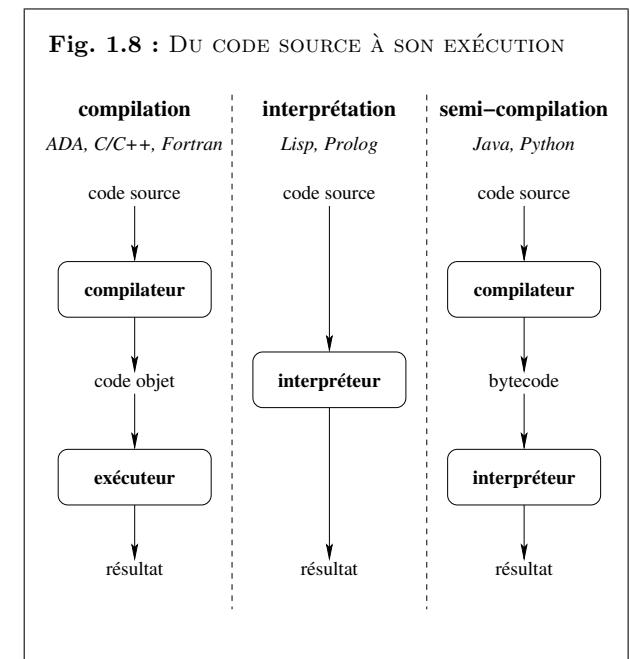 Fig. 1.8 : Du code source à son exécution
compilation
ADA, C/C++, Fortran
code source
compilateur
code objet
exécuteur
résultat
interprétation
Lisp, Prolog
code source
interpréteur
résultat
semi-compilation
Java, Python
code source
compilateur
bytecode
interpréteur
résultat